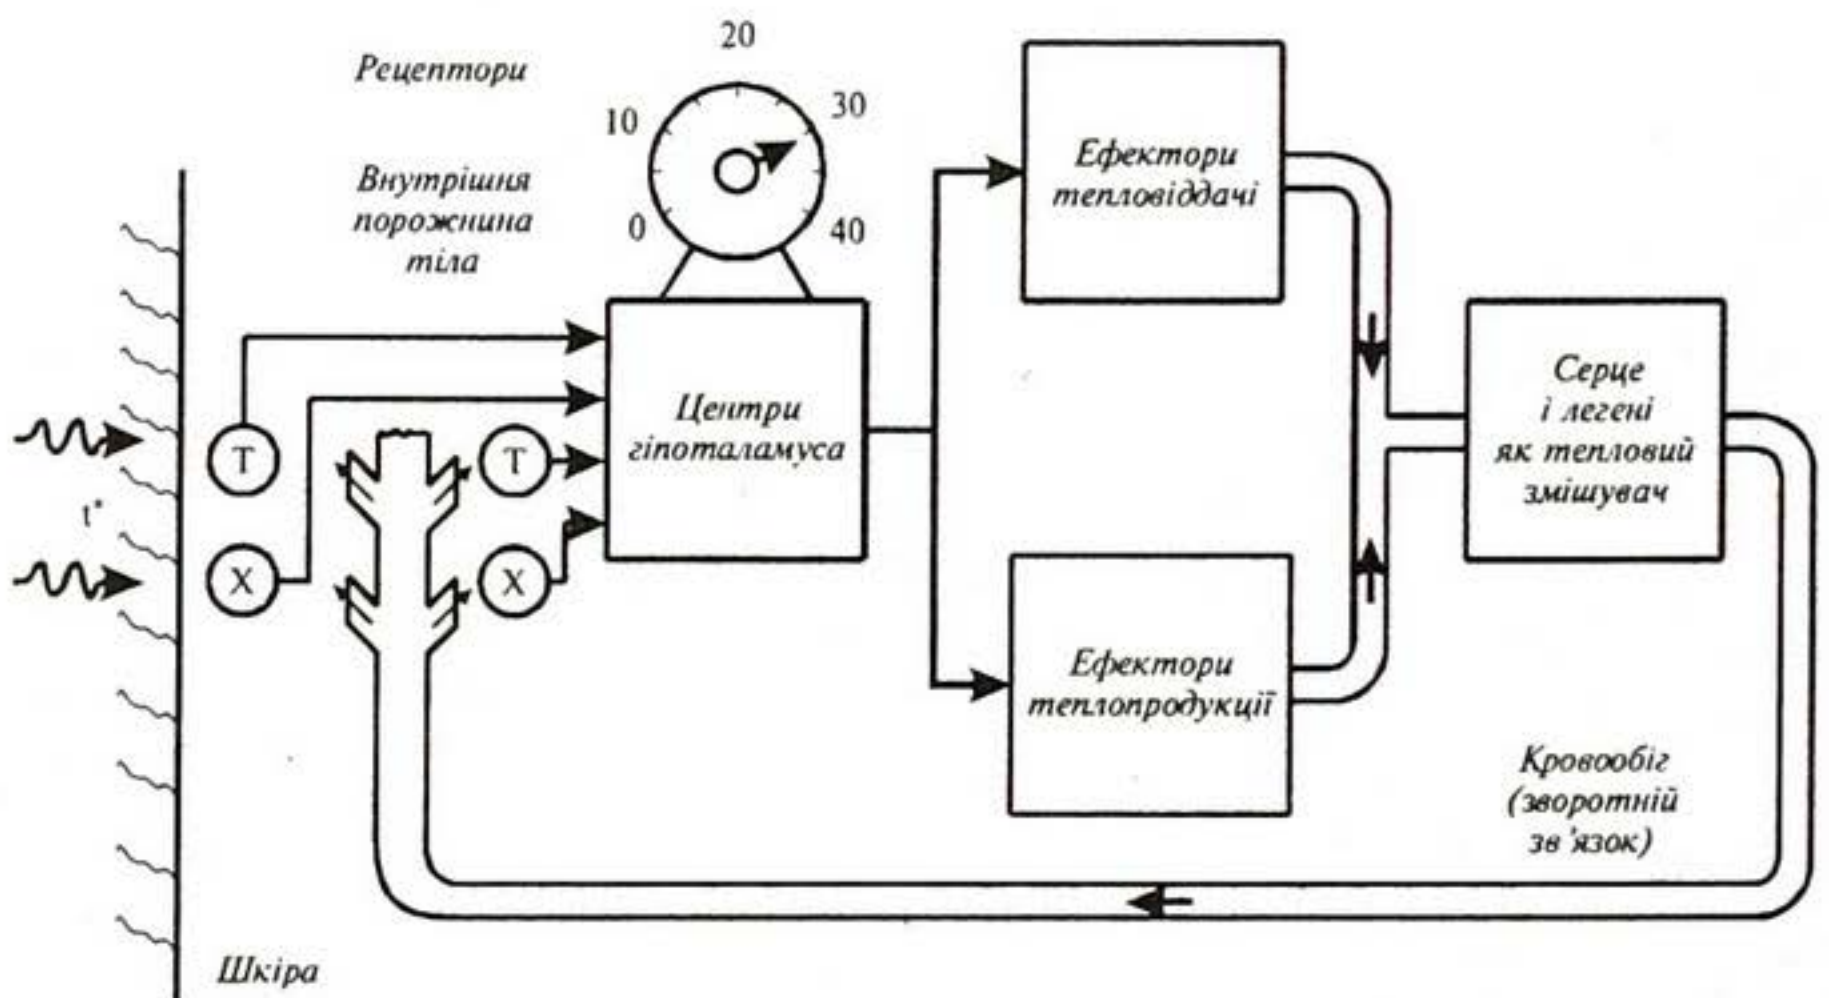 Рецептори
Внутрішня
порожнина
тіла
0
10
20
30
40
Центри
гіпоталамуса
Ефектори
тепловіддачі
Ефектори
теплопродукції
Серце
і легені
як тепловий
змішувач
Т
Х
Т
Х
t°
Кровообіг
(зворотній
зв'язок)
Шкіра